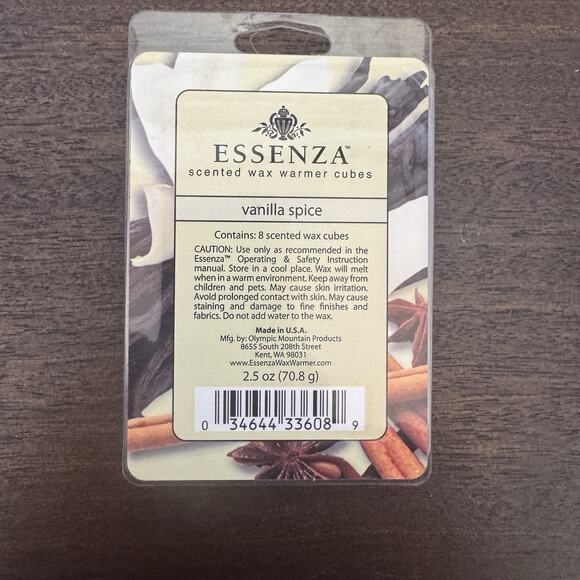 ESSENZA™
scented wax warmer cubes
vanilla spice
Contains: 8 scented wax cubes
CAUTION: Use only as recommended in the
Essenza™ Operating & Safety Instruction
manual. Store in a cool place. Wax will melt
when in a warm environment. Keep away from
children and pets. May cause skin irritation.
Avoid prolonged contact with skin. May cause
staining and damage to fine finishes and
fabrics. Do not add water to the wax.
Made in U.S.A.
Mfg. by: Olympic Mountain Products
8655 South 208th Street
Kent, WA 98031
www.EssenzaWaxWarmer.com
2.5 oz (70.8 g)
0 34644 33608 9